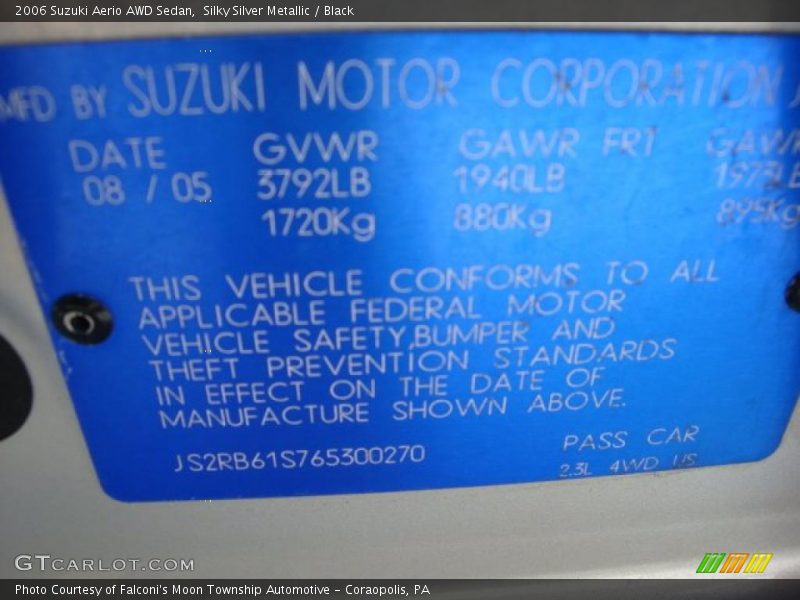 2006 Suzuki Aerio AWD Sedan,  Silky Silver Metallic / Black
MFD BY SUZUKI MOTOR CORPORATION
DATE GVWR GAWR FRT GAWR
08 / 05 3792LB 1940LB 1973LB
1720Kg 880Kg 895Kg
THIS VEHICLE CONFORMS TO ALL
APPLICABLE FEDERAL MOTOR
VEHICLE SAFETY,BUMPER AND
THEFT PREVENTION STANDARDS
IN EFFECT ON THE DATE OF
MANUFACTURE SHOWN ABOVE.
JS2RB61S765300270 PASS CAR
2.3L 4WD US
GTCARLOT.COM
Photo Courtesy of Falconi's Moon Township Automotive – Coraopolis, PA